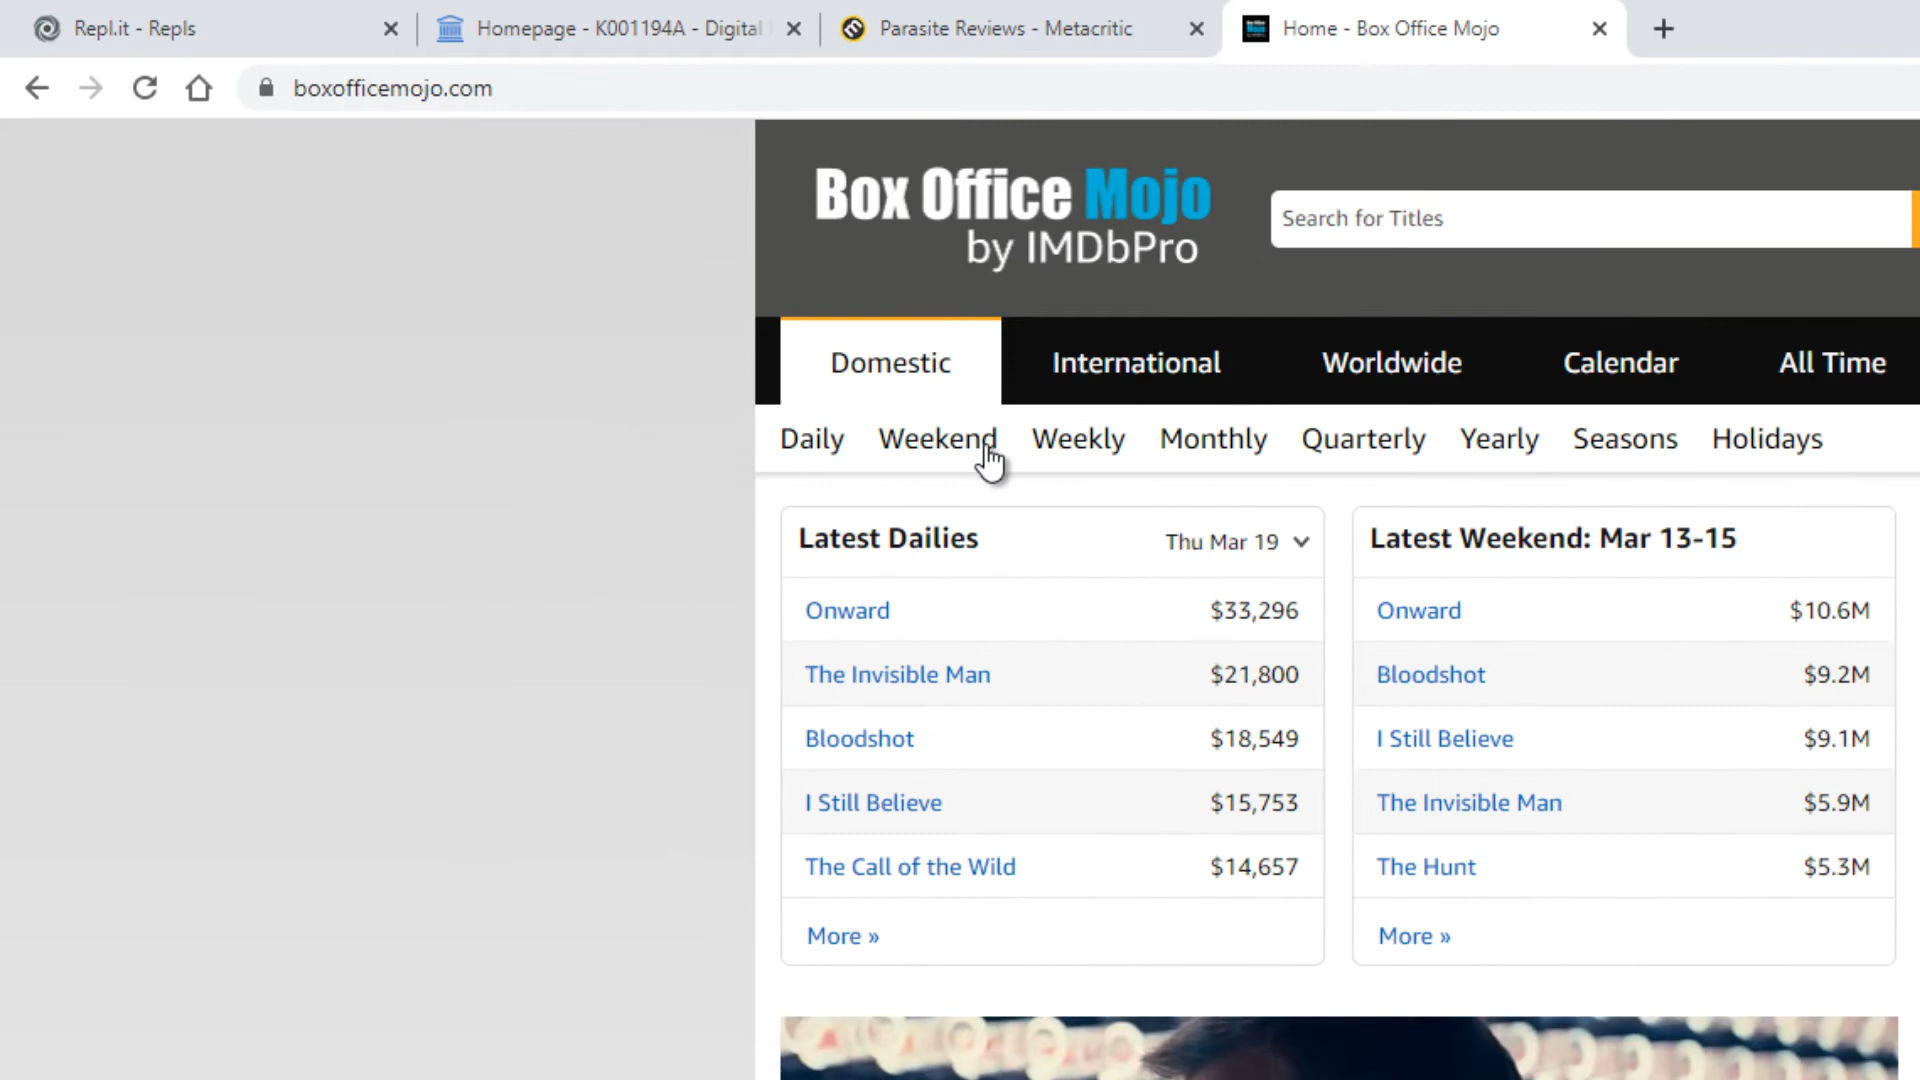 Repl.it - Repls
Homepage - K001194A - Digital
Parasite Reviews - Metacritic
Home - Box Office Mojo
boxofficemojo.com
Box Office Mojo
by IMDbPro
Search for Titles
Domestic International Worldwide Calendar All Time
Daily Weekend Weekly Monthly Quarterly Yearly Seasons Holidays
Latest Dailies Thu Mar 19
Onward $33,296
The Invisible Man $21,800
Bloodshot $18,549
I Still Believe $15,753
The Call of the Wild $14,657
More »
Latest Weekend: Mar 13-15
Onward $10.6M
Bloodshot $9.2M
I Still Believe $9.1M
The Invisible Man $5.9M
The Hunt $5.3M
More »